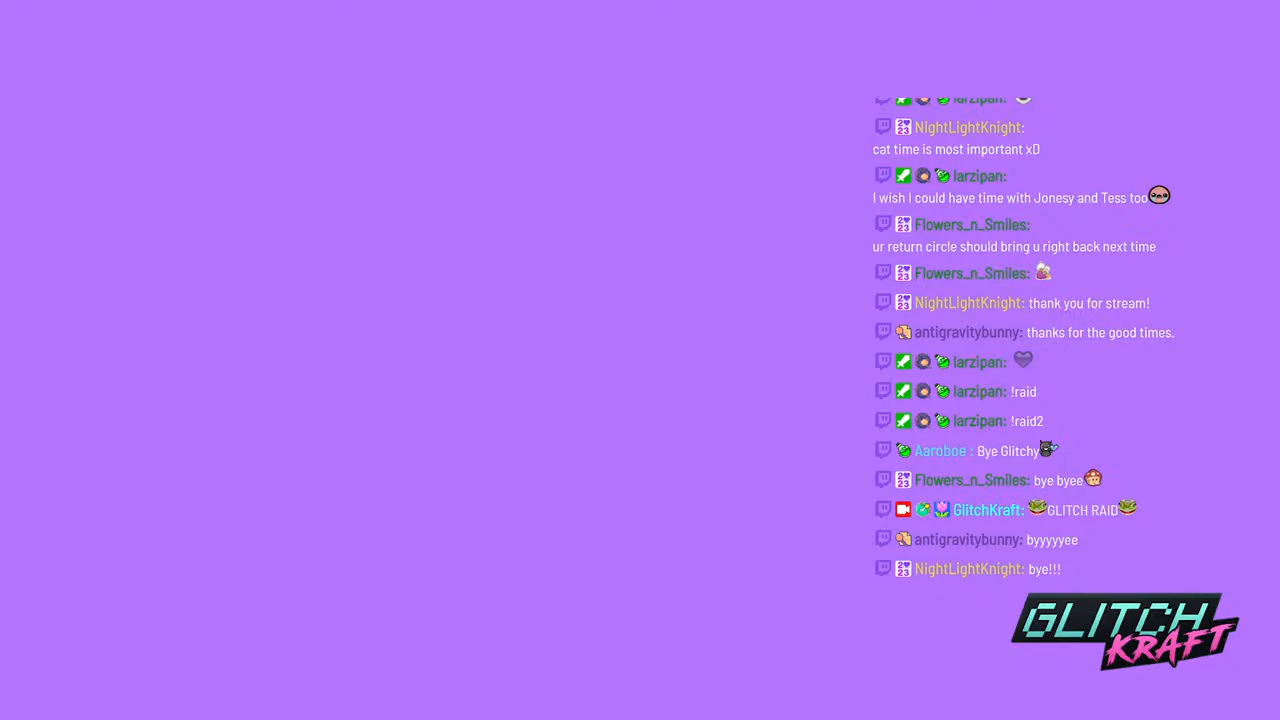 larzipan:
NightLightKnight:
cat time is most important xD
larzipan:
I wish I could have time with Jonesy and Tess too
Flowers_n_Smiles:
ur return circle should bring u right back next time
Flowers_n_Smiles:
NightLightKnight: thank you for stream!
antigravitybunny: thanks for the good times.
larzipan:
larzipan: !raid
larzipan: !raid2
Aaroboe : Bye Glitchy
Flowers_n_Smiles: bye byee
GlitchKraft: GLITCH RAID
antigravitybunny: byyyyyee
NightLightKnight: bye!!!
GLITCH
KRAFT